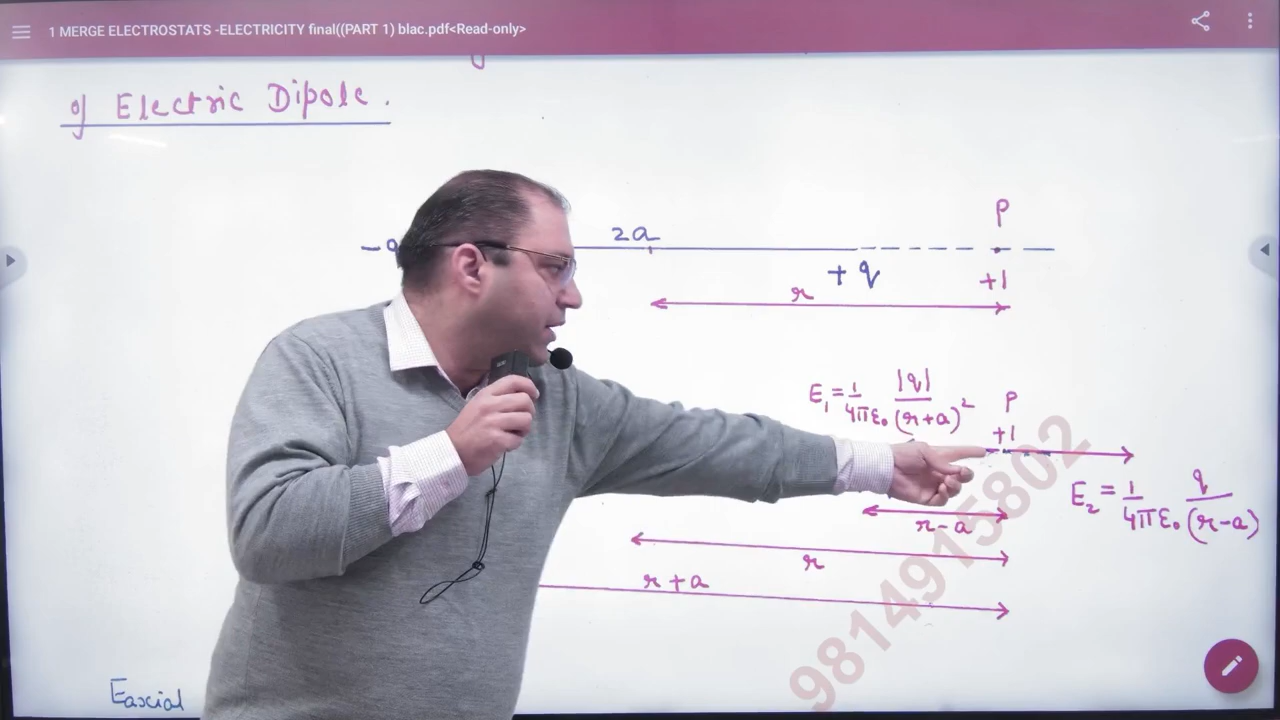 1 MERGE ELECTROSTATS -ELECTRICITY final((PART 1) blac.pdf<Read-only>
of Electric Dipole.
P
2a
-q
+q
+1
r
E₁ = 1/4πε₀ |q|/(r+a)²
P
+1
E₂ = 1/4πε₀ q/(r-a)
r-a
r
r+a
9814915802
Eaxial